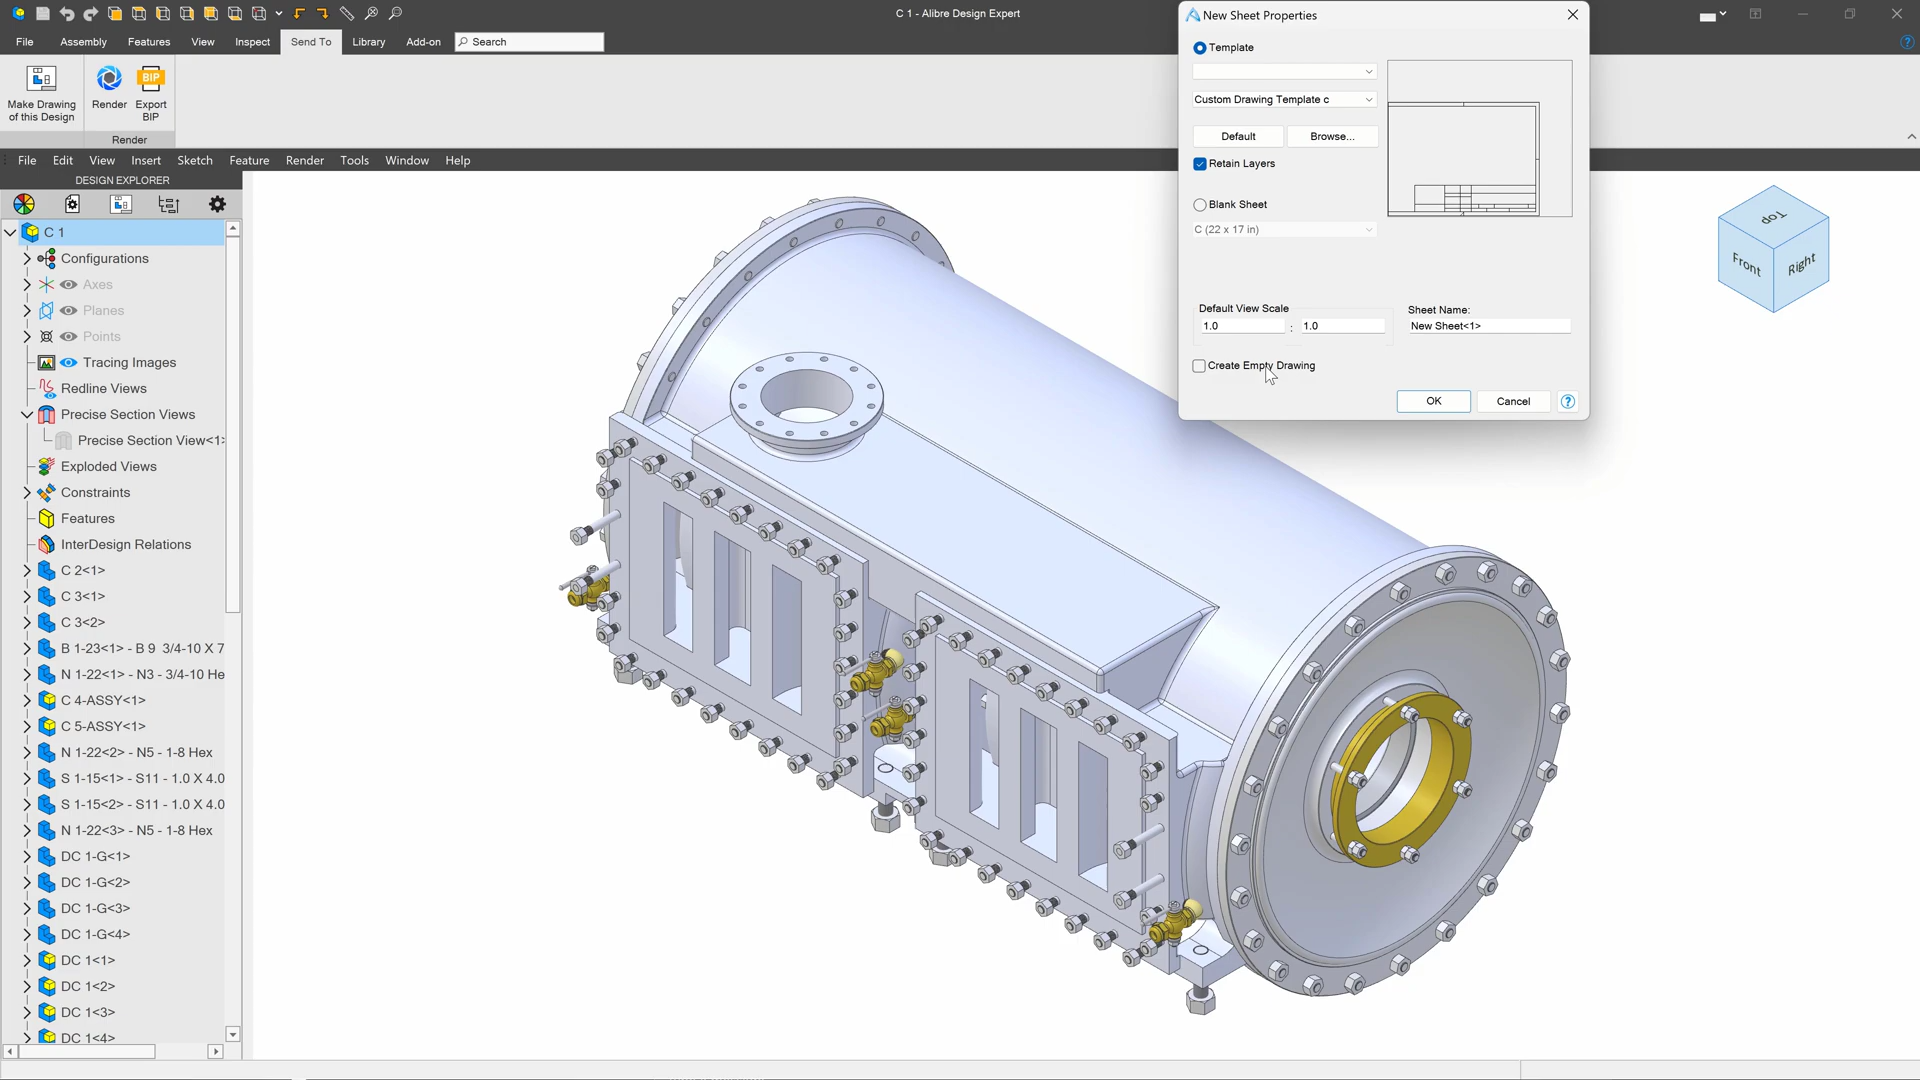 C 1 - Alibre Design Expert
File Assembly Features View Inspect Send To Library Add-on Search
Make Drawing of this Design
Render
BIP
Export BIP
Render
File Edit View Insert Sketch Feature Render Tools Window Help
DESIGN EXPLORER
C 1
Configurations
Axes
Planes
Points
Tracing Images
Redline Views
Precise Section Views
Precise Section View<1>
Exploded Views
Constraints
Features
InterDesign Relations
C 2<1>
C 3<1>
C 3<2>
B 1-23<1> - B 9 3/4-10 X 7
N 1-22<1> - N3 - 3/4-10 He
C 4-ASSY<1>
C 5-ASSY<1>
N 1-22<2> - N5 - 1-8 Hex
S 1-15<1> - S11 - 1.0 X 4.0
S 1-15<2> - S11 - 1.0 X 4.0
N 1-22<3> - N5 - 1-8 Hex
DC 1-G<1>
DC 1-G<2>
DC 1-G<3>
DC 1-G<4>
DC 1<1>
DC 1<2>
DC 1<3>
DC 1<4>
New Sheet Properties
Template
Custom Drawing Template c
Default Browse...
Retain Layers
Blank Sheet
C (22 x 17 in)
Default View Scale
1.0 : 1.0
Sheet Name:
New Sheet<1>
Create Empty Drawing
OK Cancel ?
Top
Front
Right
?